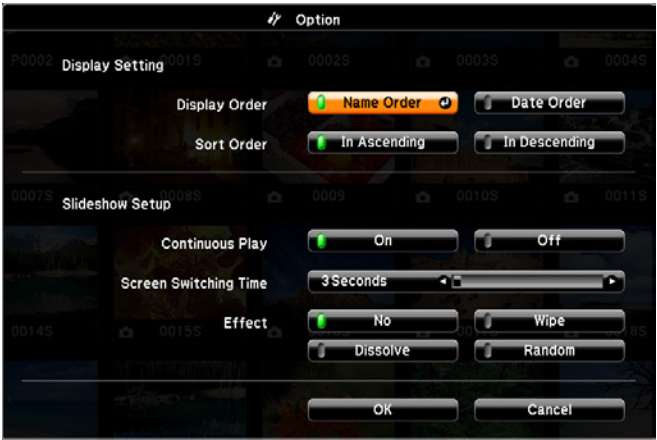 Option
P0002
0001S
0002S
0003S
0004S
Display Setting
Display Order Name Order Date Order
Sort Order In Ascending In Descending
0007S 0008S 0009 0010S 0011S
Slideshow Setup
Continuous Play On Off
Screen Switching Time 3Seconds
Effect No Wipe
0014S 0015S
Dissolve Random
OK Cancel